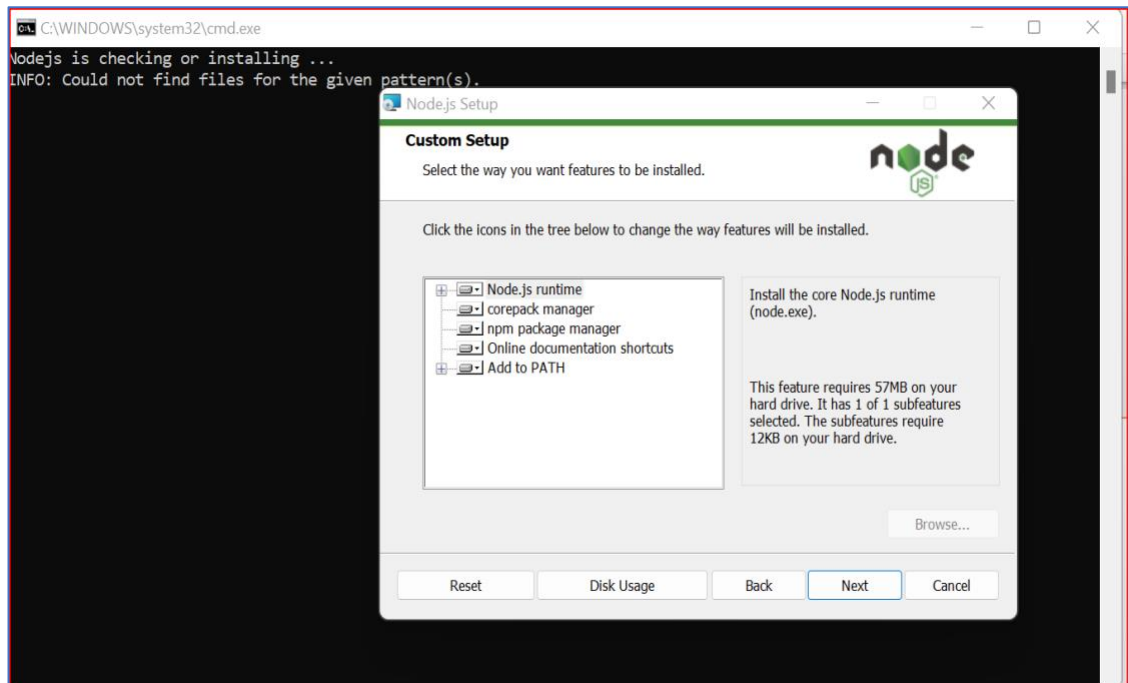 C:\WINDOWS\system32\cmd.exe
Nodejs is checking or installing ...
INFO: Could not find files for the given pattern(s).
Node.js Setup
Custom Setup
Select the way you want features to be installed.
node
JS
Click the icons in the tree below to change the way features will be installed.
Node.js runtime
corepack manager
npm package manager
Online documentation shortcuts
Add to PATH
Install the core Node.js runtime
(node.exe).
This feature requires 57MB on your
hard drive. It has 1 of 1 subfeatures
selected. The subfeatures require
12KB on your hard drive.
Browse...
Reset Disk Usage Back Next Cancel